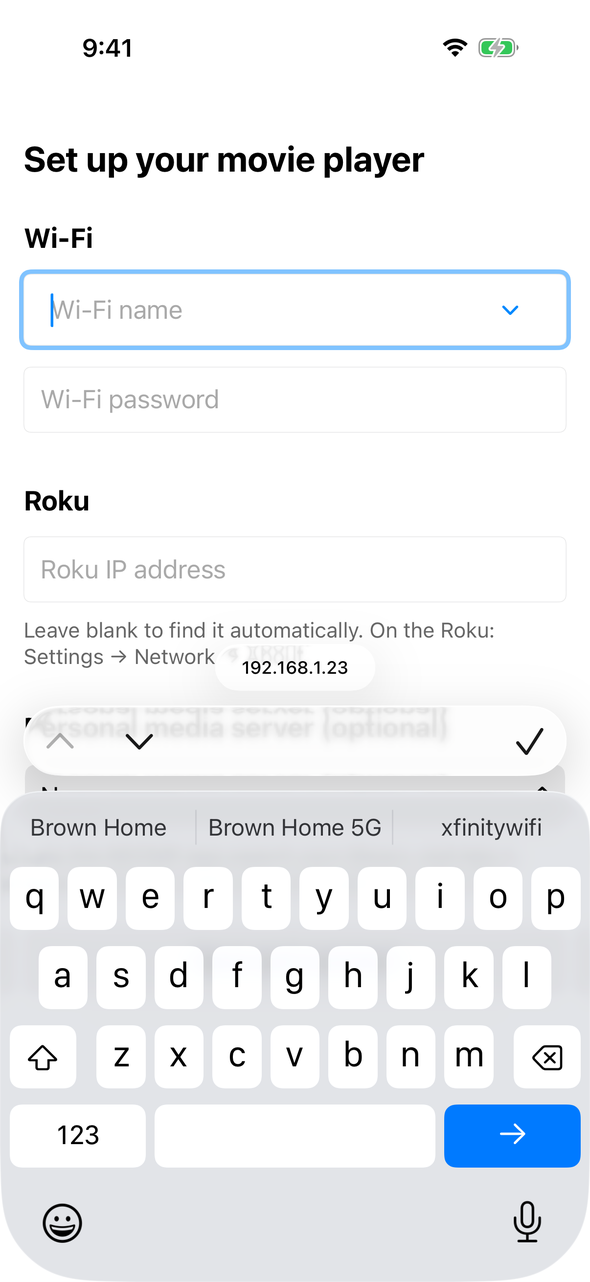 9:41
Set up your movie player
Wi-Fi
Wi-Fi name
Wi-Fi password
Roku
Roku IP address
Leave blank to find it automatically. On the Roku:
Settings → Network
192.168.1.23
Personal media server (optional)
Brown Home
Brown Home 5G
xfinitywifi
q w e r t y u i o p
a s d f g h j k l
z x c v b n m
123